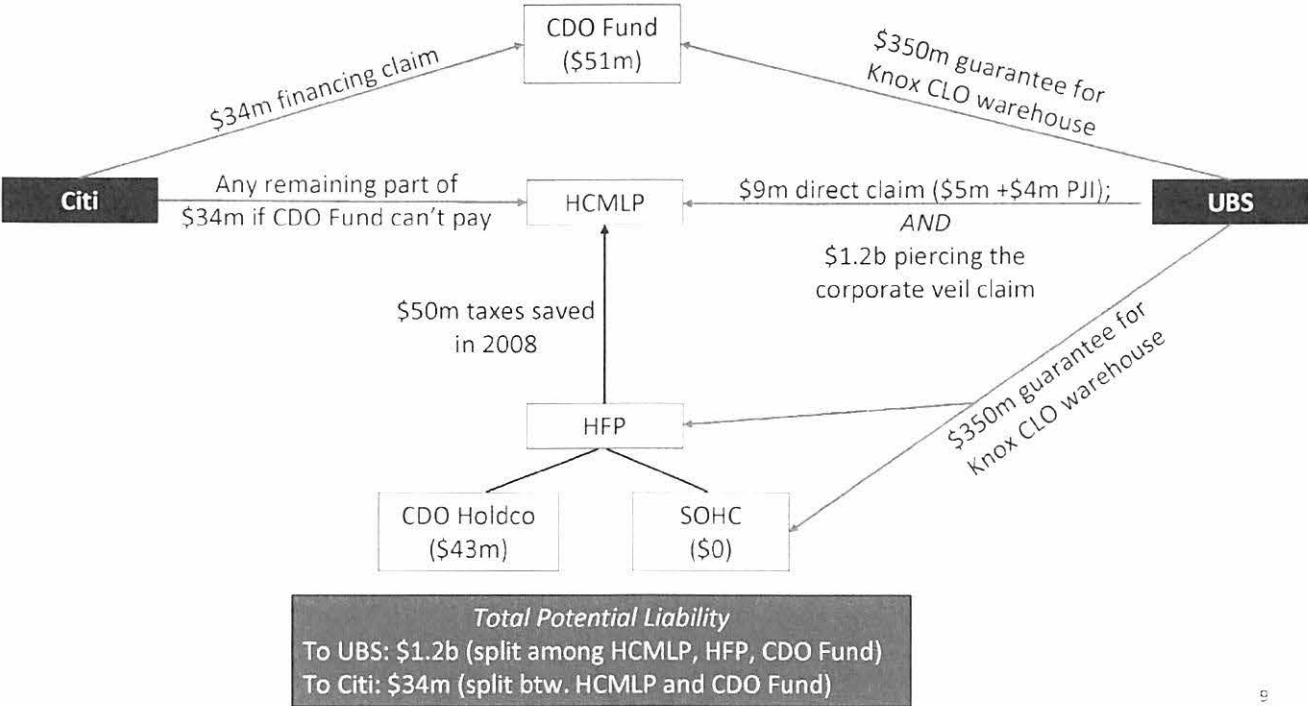 CDO Fund
($51m)
$34m financing claim
$350m guarantee for
Knox CLO warehouse
Citi
Any remaining part of
$34m if CDO Fund can't pay
HCMLP
$9m direct claim ($5m +$4m PJI);
AND
$1.2b piercing the
corporate veil claim
UBS
$50m taxes saved
in 2008
$350m guarantee for
Knox CLO warehouse
HFP
CDO Holdco
($43m)
SOHC
($0)
Total Potential Liability
To UBS: $1.2b (split among HCMLP, HFP, CDO Fund)
To Citi: $34m (split btw. HCMLP and CDO Fund)
9